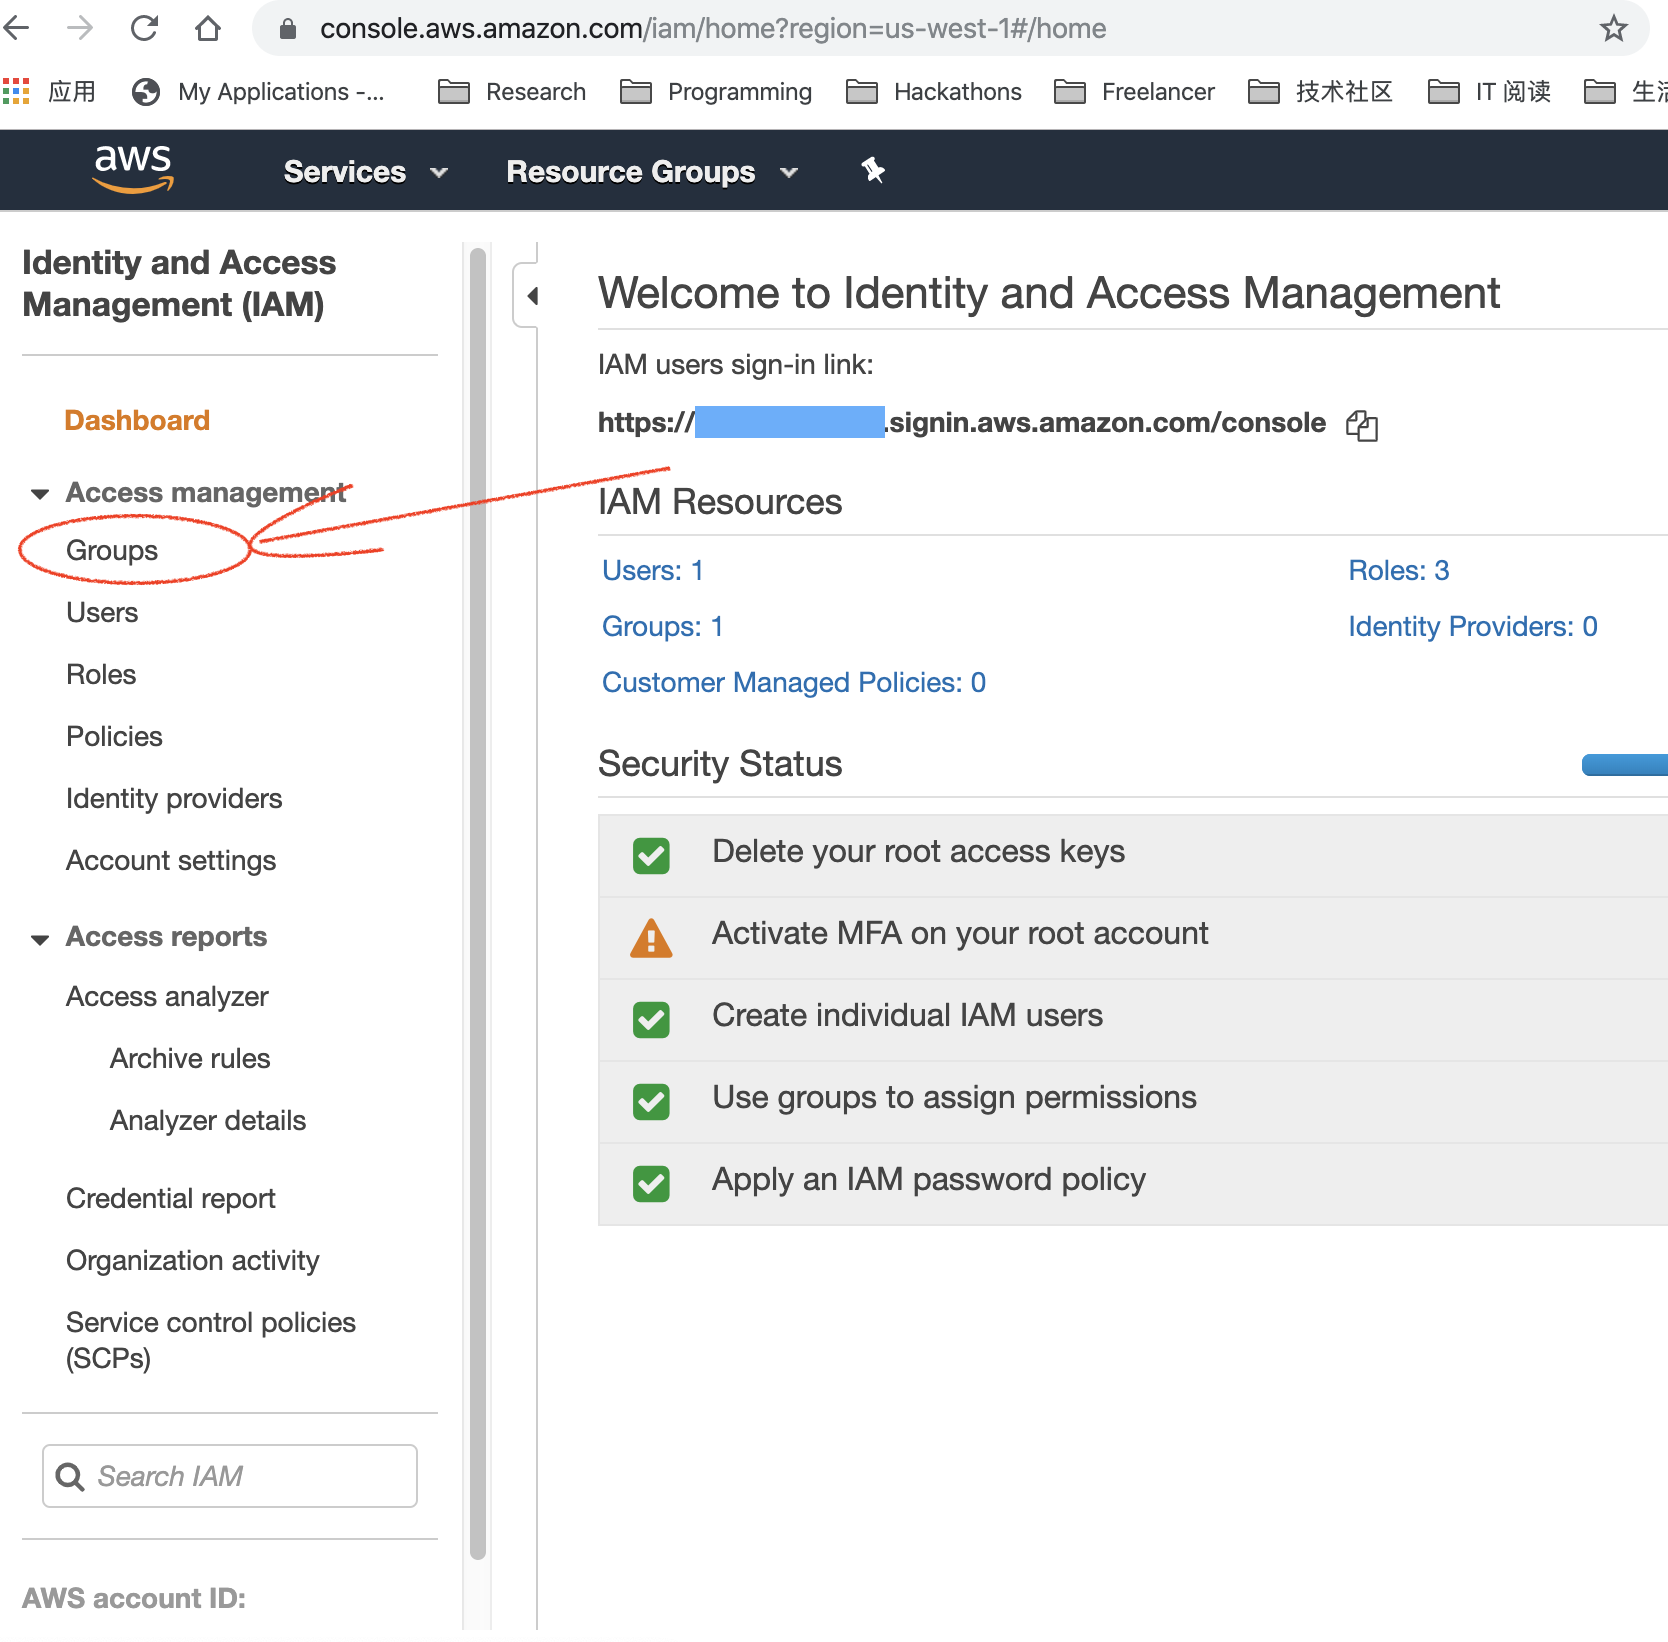 console.aws.amazon.com/iam/home?region=us-west-1#/home
应用 My Applications -... Research Programming Hackathons Freelancer 技术社区 IT 阅读 生活
aws Services Resource Groups
Identity and Access
Management (IAM)
Dashboard
Access management
Groups
Users
Roles
Policies
Identity providers
Account settings
Access reports
Access analyzer
Archive rules
Analyzer details
Credential report
Organization activity
Service control policies
(SCPs)
Search IAM
AWS account ID:
Welcome to Identity and Access Management
IAM users sign-in link:
https:// .signin.aws.amazon.com/console
IAM Resources
Users: 1 Roles: 3
Groups: 1 Identity Providers: 0
Customer Managed Policies: 0
Security Status
Delete your root access keys
Activate MFA on your root account
Create individual IAM users
Use groups to assign permissions
Apply an IAM password policy